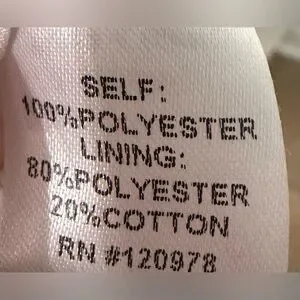 SELF:
100%POLYESTER
LINING:
80%POLYESTER
20%COTTON
RN #120978